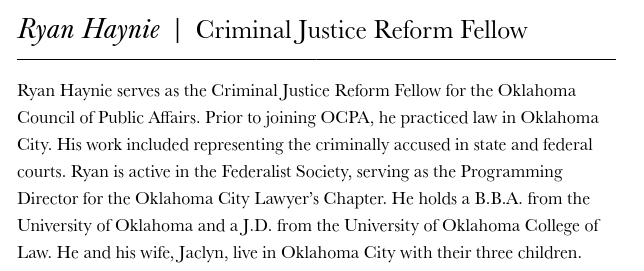 Ryan Haynie | Criminal Justice Reform Fellow
Ryan Haynie serves as the Criminal Justice Reform Fellow for the Oklahoma
Council of Public Affairs. Prior to joining OCPA, he practiced law in Oklahoma
City. His work included representing the criminally accused in state and federal
courts. Ryan is active in the Federalist Society, serving as the Programming
Director for the Oklahoma City Lawyer’s Chapter. He holds a B.B.A. from the
University of Oklahoma and a J.D. from the University of Oklahoma College of
Law. He and his wife, Jaclyn, live in Oklahoma City with their three children.